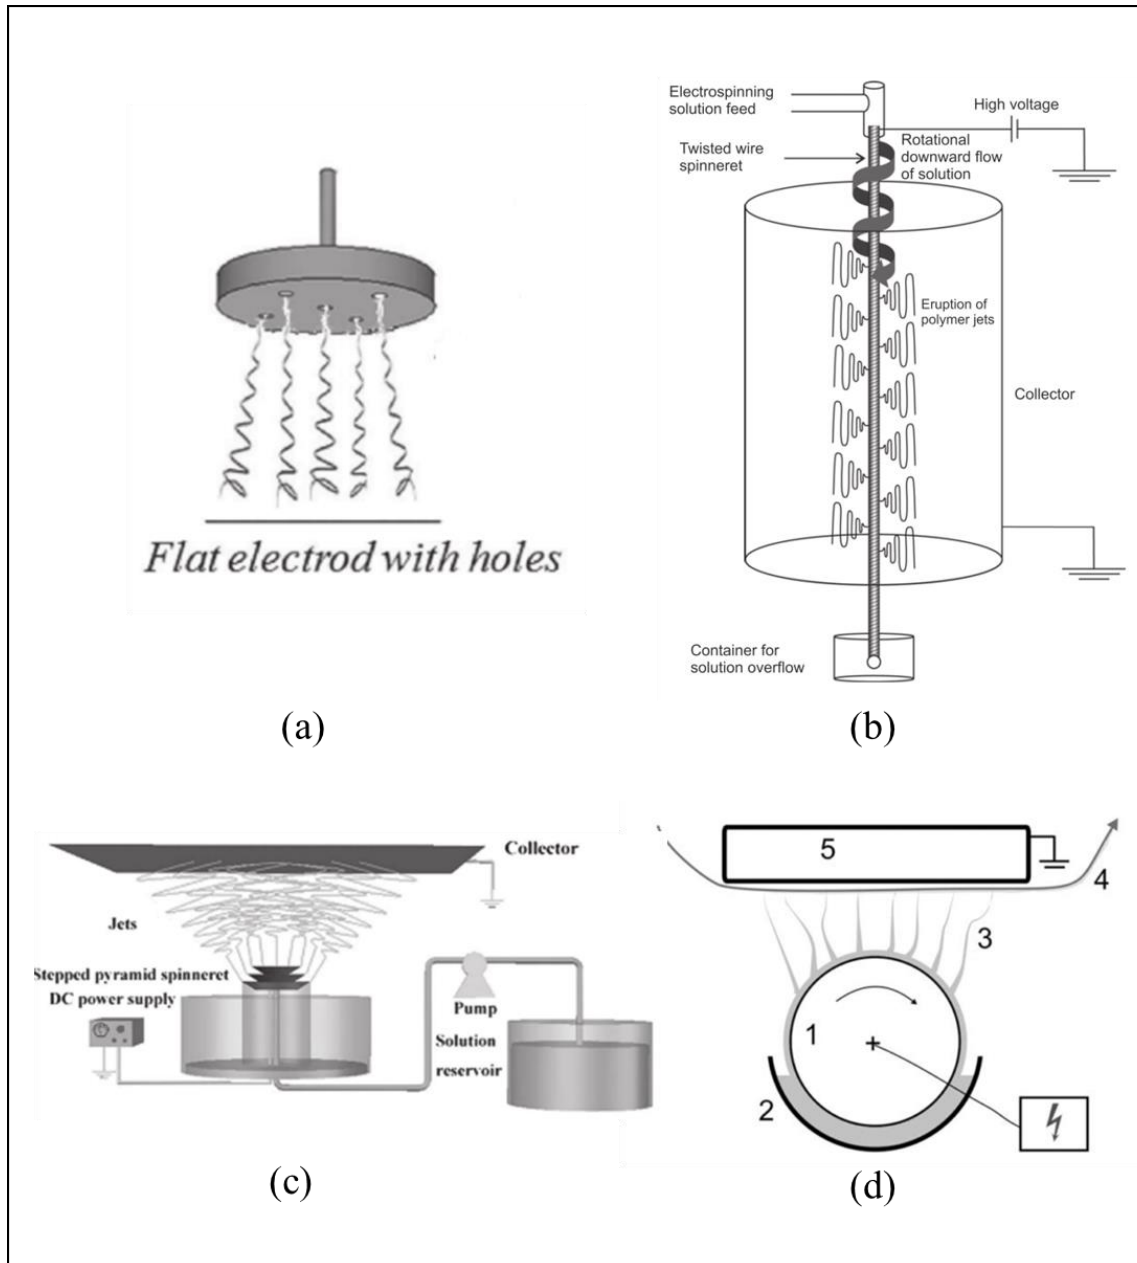 Flat electrod with holes
(a)
Electrospinning
solution feed
High voltage
Twisted wire
spinneret
Rotational
downward flow
of solution
Eruption of
polymer jets
Collector
Container for
solution overflow
(b)
Collector
Jets
Stepped pyramid spinneret
DC power supply
Pump
Solution
reservoir
(c)
5
4
3
1
2
(d)